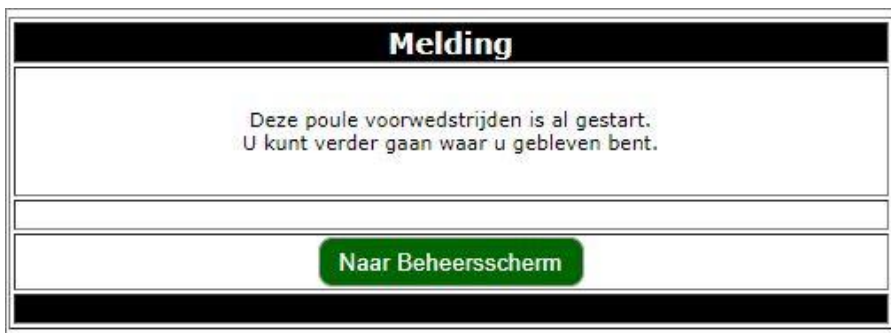 Melding
Deze poule voorwedstrijden is al gestart.
U kunt verder gaan waar u gebleven bent.
Naar Beheersscherm